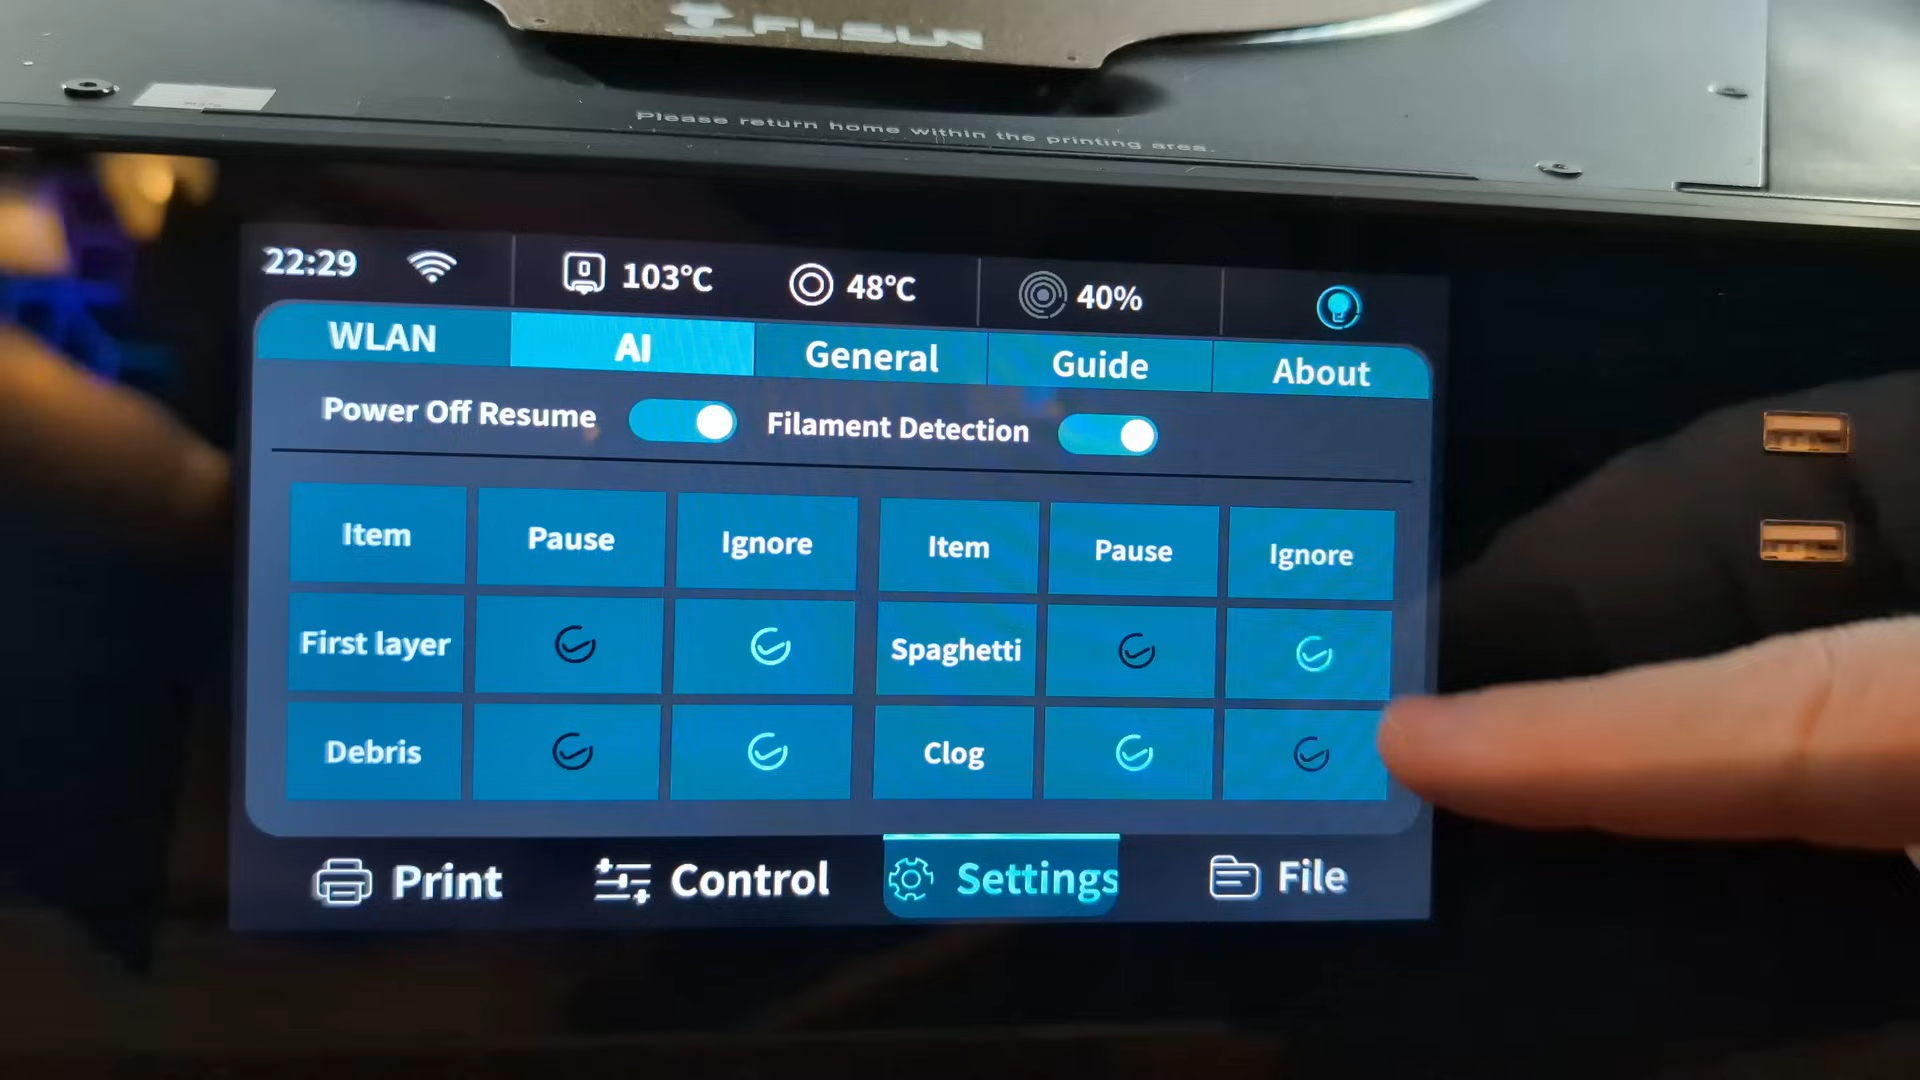 FLSUN
Please return home within the printing area.
22:29 0 103°C 48°C 40%
WLAN AI General Guide About
Power Off Resume Filament Detection
Item Pause Ignore Item Pause Ignore
First layer Spaghetti
Debris Clog
Print Control Settings File